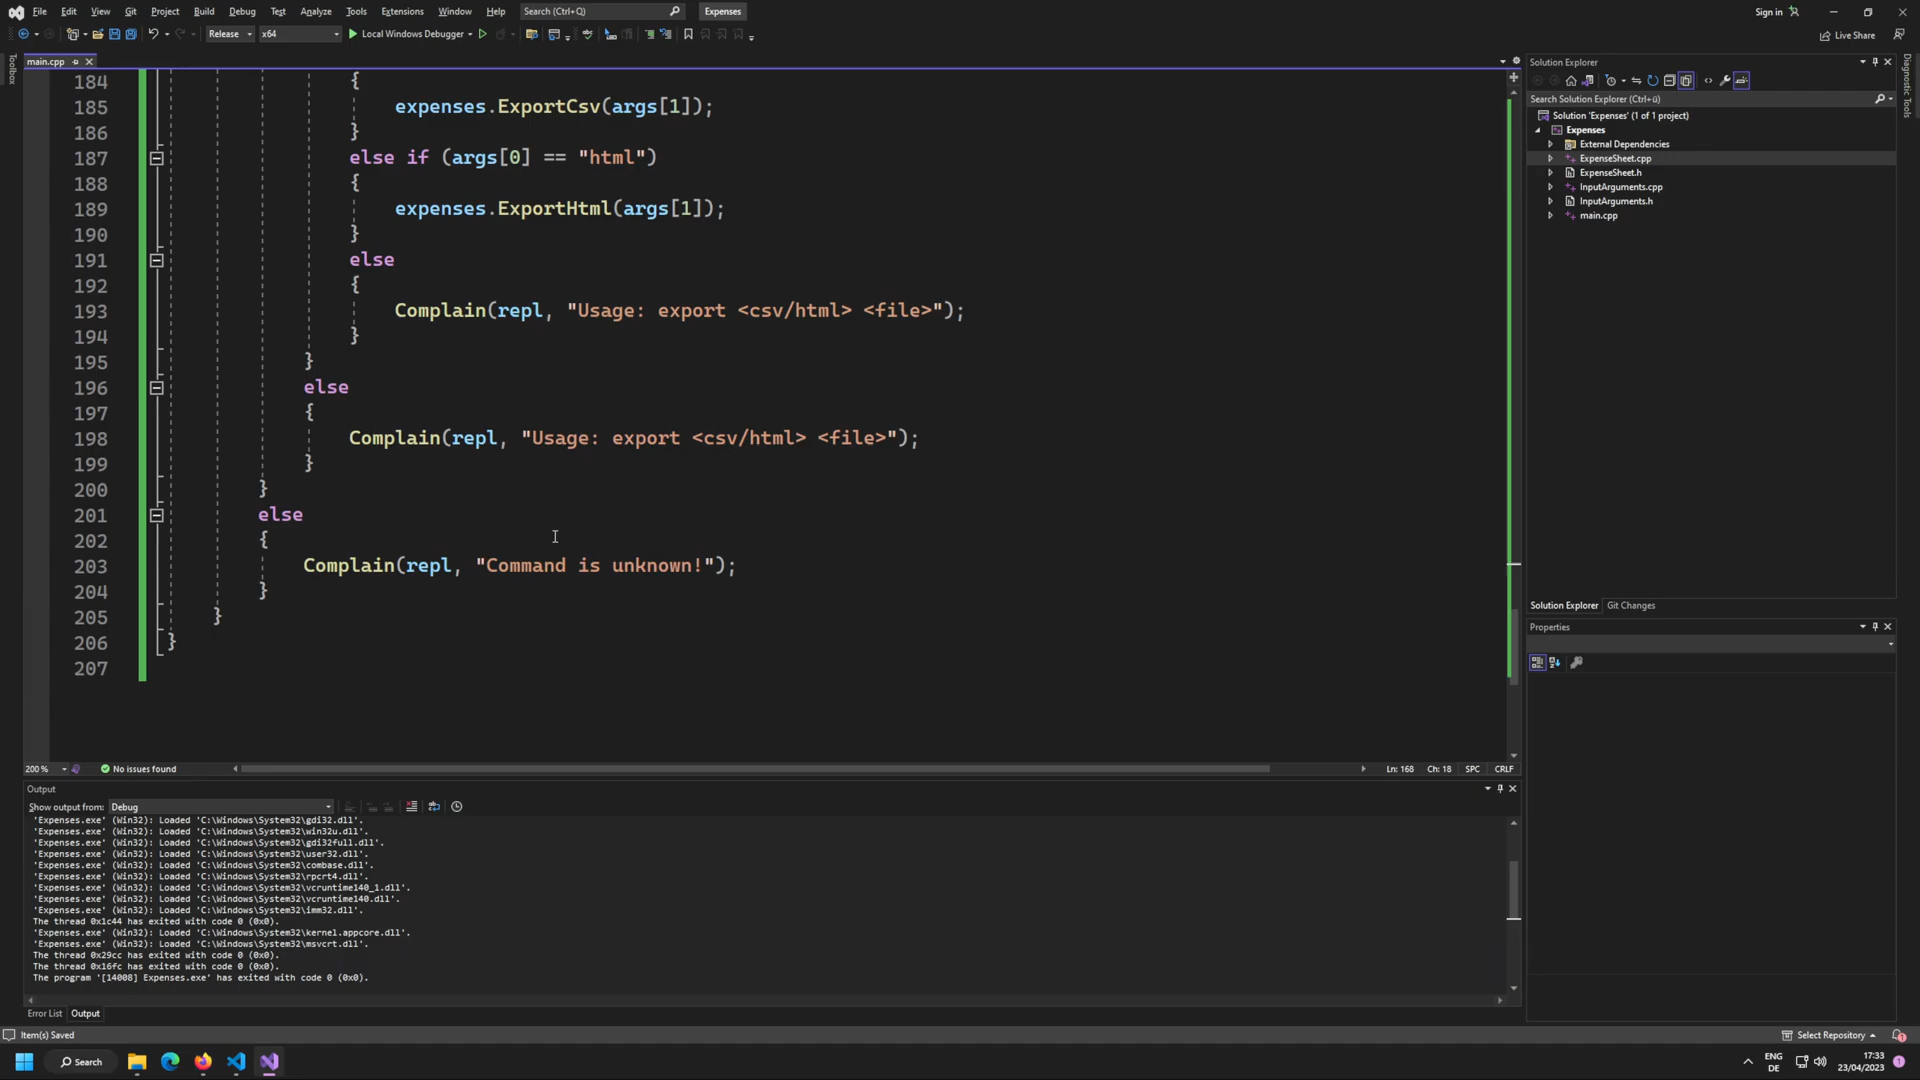 File Edit View Git Project Build Debug Test Analyze Tools Extensions Window Help Search (Ctrl+Q) Expenses Sign in
Release x64 Local Windows Debugger Live Share
Toolbox
main.cpp
184 {
185 expenses.ExportCsv(args[1]);
186 }
187 else if (args[0] == "html")
188 {
189 expenses.ExportHtml(args[1]);
190 }
191 else
192 {
193 Complain(repl, "Usage: export <csv/html> <file>");
194 }
195 }
196 else
197 {
198 Complain(repl, "Usage: export <csv/html> <file>");
199 }
200 }
201 else
202 {
203 Complain(repl, "Command is unknown!");
204 }
205 }
206 }
207
200 % No issues found Ln: 168 Ch: 18 SPC CRLF
Output
Show output from: Debug
'Expenses.exe' (Win32): Loaded 'C:\Windows\System32\gdi32.dll'.
'Expenses.exe' (Win32): Loaded 'C:\Windows\System32\win32u.dll'.
'Expenses.exe' (Win32): Loaded 'C:\Windows\System32\gdi32full.dll'.
'Expenses.exe' (Win32): Loaded 'C:\Windows\System32\user32.dll'.
'Expenses.exe' (Win32): Loaded 'C:\Windows\System32\combase.dll'.
'Expenses.exe' (Win32): Loaded 'C:\Windows\System32\rpcrt4.dll'.
'Expenses.exe' (Win32): Loaded 'C:\Windows\System32\vcruntime140_1.dll'.
'Expenses.exe' (Win32): Loaded 'C:\Windows\System32\vcruntime140.dll'.
'Expenses.exe' (Win32): Loaded 'C:\Windows\System32\imm32.dll'.
The thread 0x1c44 has exited with code 0 (0x0).
'Expenses.exe' (Win32): Loaded 'C:\Windows\System32\kernel.appcore.dll'.
'Expenses.exe' (Win32): Loaded 'C:\Windows\System32\msvcrt.dll'.
The thread 0x29cc has exited with code 0 (0x0).
The thread 0x16fc has exited with code 0 (0x0).
The program '[14008] Expenses.exe' has exited with code 0 (0x0).
Error List Output
Solution Explorer
Search Solution Explorer (Ctrl+ü)
Solution 'Expenses' (1 of 1 project)
Expenses
External Dependencies
ExpenseSheet.cpp
ExpenseSheet.h
InputArguments.cpp
InputArguments.h
main.cpp
Solution Explorer Git Changes
Properties
Diagnostic Tools
Item(s) Saved Select Repository 1
Search ENG 17:33
DE 23/04/2023 1